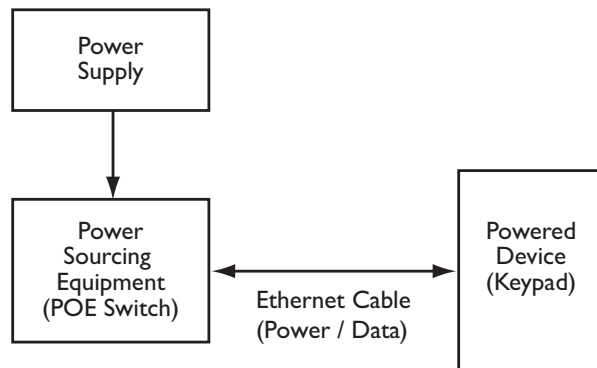 Power
Supply
Power
Sourcing
Equipment
(POE Switch)
Ethernet Cable
(Power / Data)
Powered
Device
(Keypad)